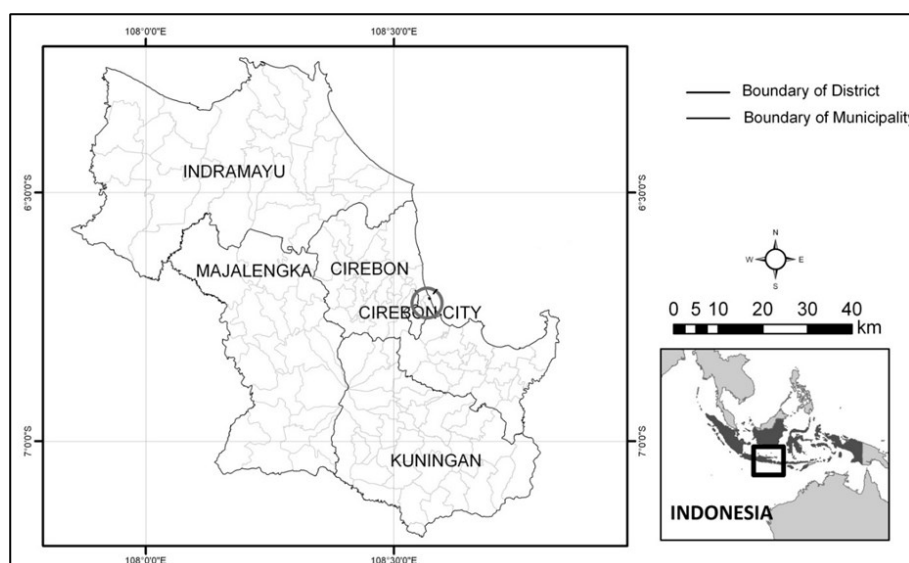 108°0'0"E 108°30'0"E
Boundary of District
Boundary of Municipality
INDRAMAYU
6°30'0"S 6°30'0"S
N
W E
S
MAJALENGKA CIREBON
CIREBON CITY
0 5 10 20 30 40
km
7°0'0"S 7°0'0"S
KUNINGAN
INDONESIA
108°0'0"E 108°30'0"E